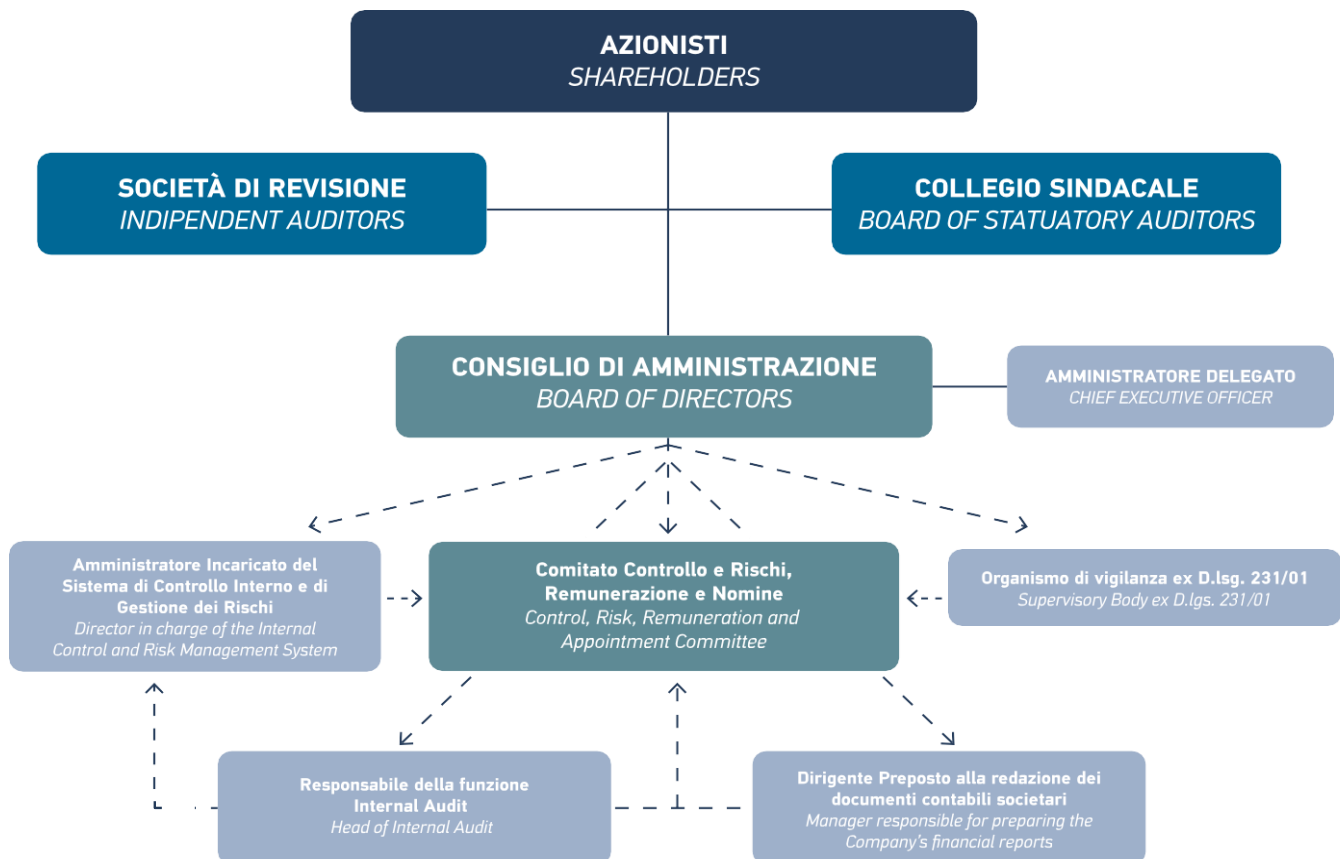 AZIONISTI
SHAREHOLDERS
SOCIETÀ DI REVISIONE
INDIPENDENT AUDITORS
COLLEGIO SINDACALE
BOARD OF STATUATORY AUDITORS
CONSIGLIO DI AMMINISTRAZIONE
BOARD OF DIRECTORS
AMMINISTRATORE DELEGATO
CHIEF EXECUTIVE OFFICER
Amministratore Incaricato del
Sistema di Controllo Interno e di
Gestione dei Rischi
Director in charge of the Internal
Control and Risk Management System
Comitato Controllo e Rischi,
Remunerazione e Nomine
Control, Risk, Remuneration and
Appointment Committee
Organismo di vigilanza ex D.lsg. 231/01
Supervisory Body ex D.lgs. 231/01
Responsabile della funzione
Internal Audit
Head of Internal Audit
Dirigente Preposto alla redazione dei
documenti contabili societari
Manager responsible for preparing the
Company's financial reports